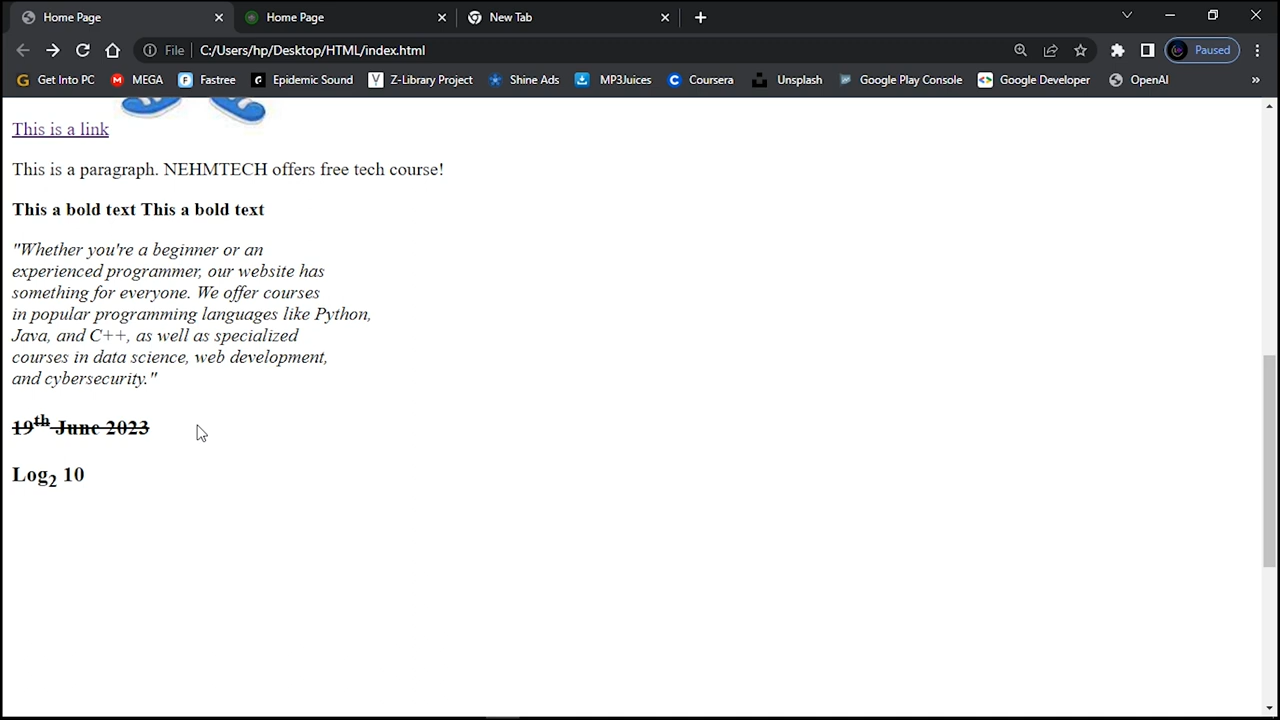 Home Page
Home Page
New Tab
File
C:/Users/hp/Desktop/HTML/index.html
Paused
Get Into PC
MEGA
Fastree
Epidemic Sound
Z-Library Project
Shine Ads
MP3Juices
Coursera
Unsplash
Google Play Console
Google Developer
OpenAI
This is a link
This is a paragraph. NEHMTECH offers free tech course!
This a bold text This a bold text
"Whether you're a beginner or an
experienced programmer, our website has
something for everyone. We offer courses
in popular programming languages like Python,
Java, and C++, as well as specialized
courses in data science, web development,
and cybersecurity."
19th June 2023
Log2 10